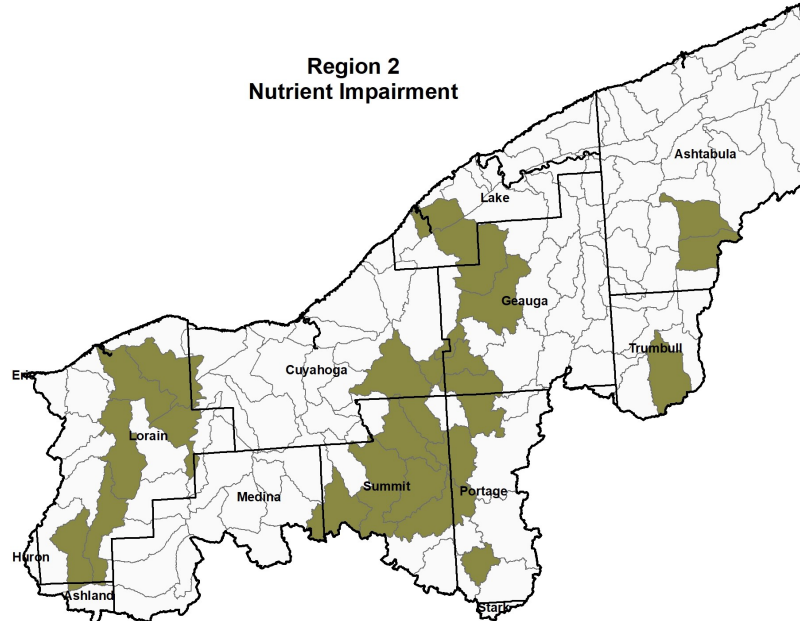 Region 2
Nutrient Impairment
Ashtabula
Lake
Geauga
Trumbull
Cuyahoga
Erie
Lorain
Summit
Portage
Medina
Huron
Ashland
Stark